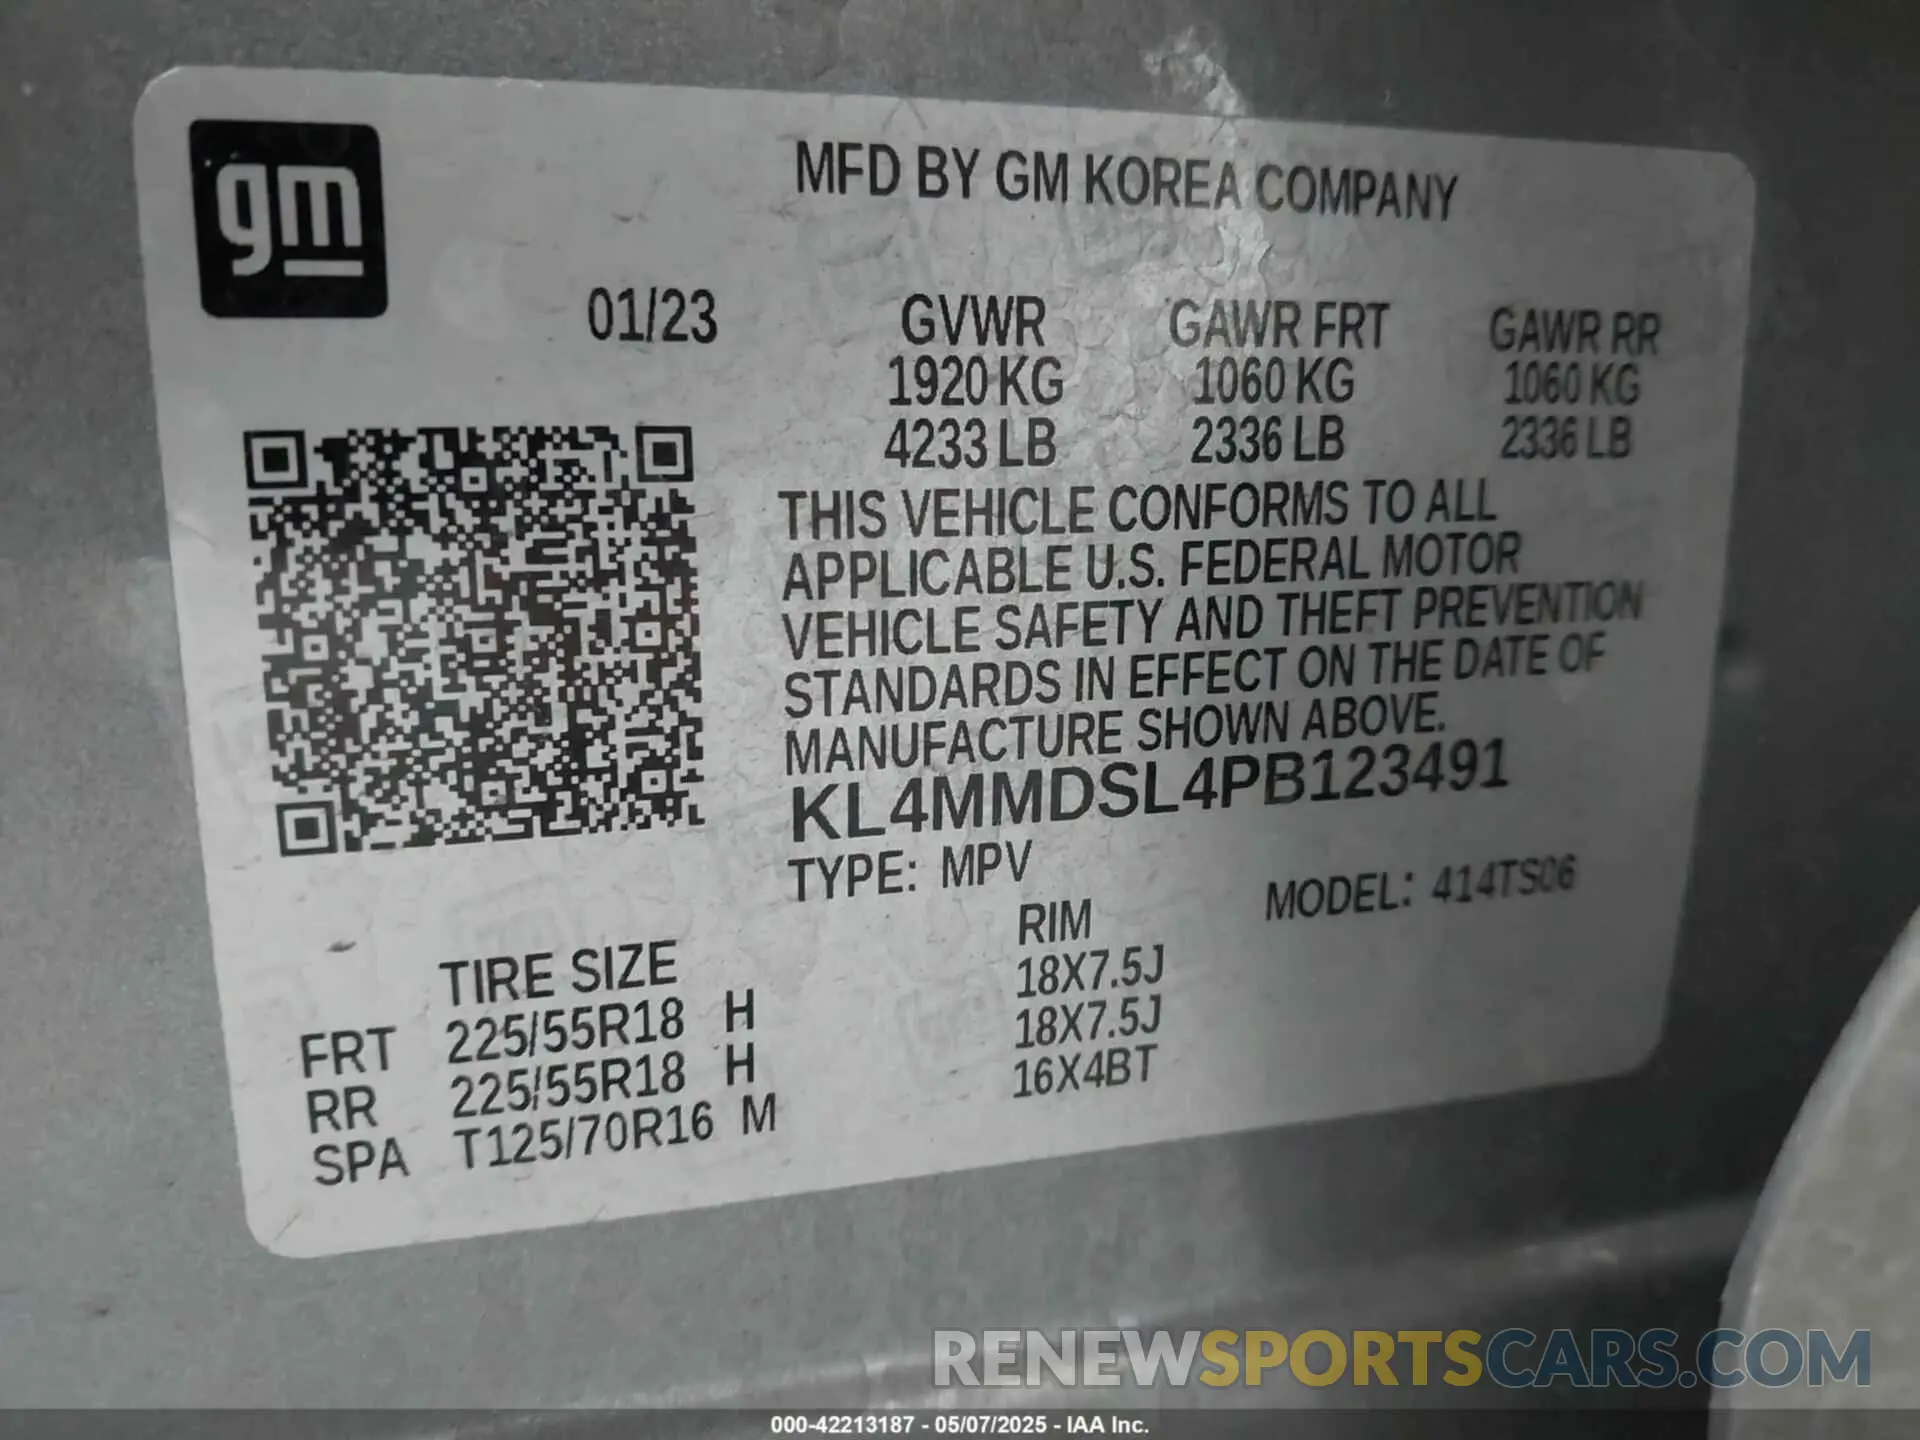 gm
MFD BY GM KOREA COMPANY
01/23
GVWR GAWR FRT GAWR RR
1920 KG 1060 KG 1060 KG
4233 LB 2336 LB 2336 LB
THIS VEHICLE CONFORMS TO ALL
APPLICABLE U.S. FEDERAL MOTOR
VEHICLE SAFETY AND THEFT PREVENTION
STANDARDS IN EFFECT ON THE DATE OF
MANUFACTURE SHOWN ABOVE.
KL4MMDSL4PB123491
TYPE: MPV MODEL: 414TS06
TIRE SIZE RIM
FRT 225/55R18 H 18X7.5J
RR 225/55R18 H 18X7.5J
SPA T125/70R16 M 16X4BT
RENEWSPORTSCARS.COM
000-42213187 - 05/07/2025 - IAA Inc.